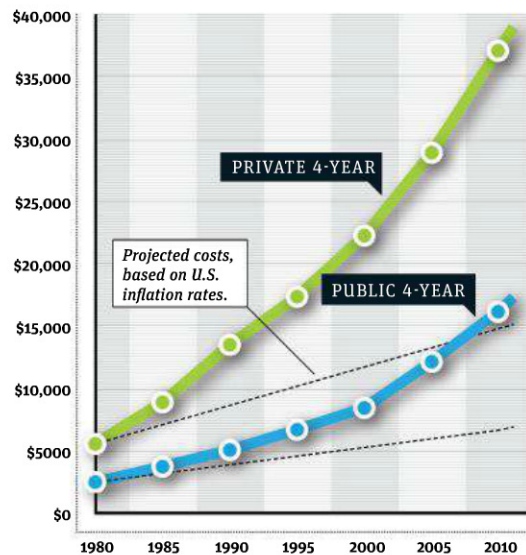 $40,000
$35,000
$30,000
$25,000
$20,000
$15,000
$10,000
$5000
$0
PRIVATE 4-YEAR
Projected costs,
based on U.S.
inflation rates.
PUBLIC 4-YEAR
1980 1985 1990 1995 2000 2005 2010